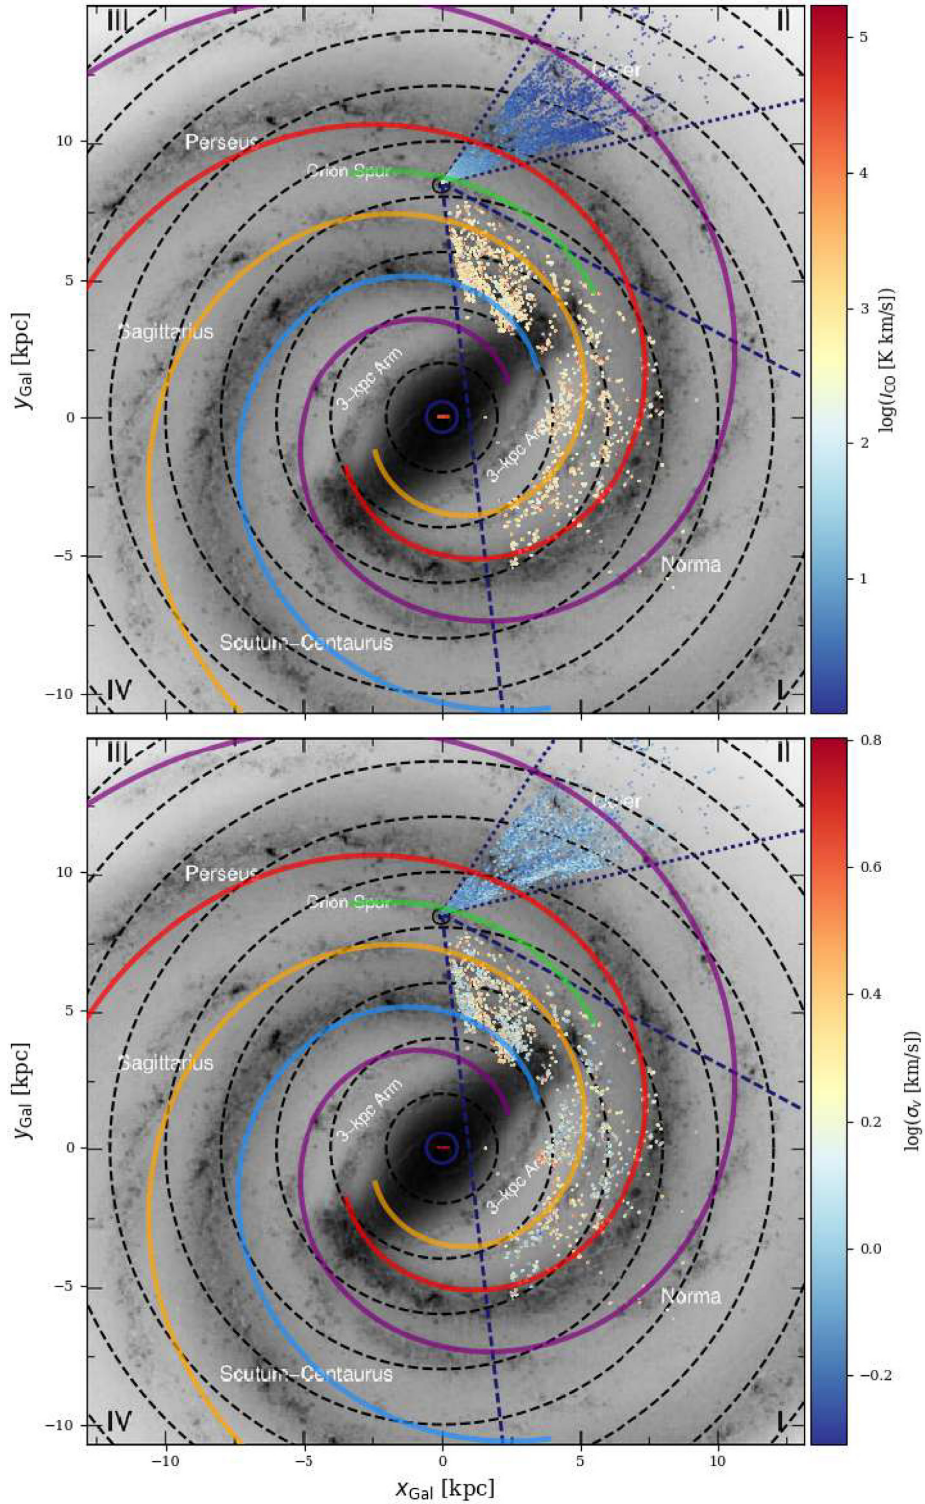 III
II
Outer
Perseus
Orion Spur
Sagittarius
3-kpc Arm
3-kpc Arm
Norma
Scutum-Centaurus
IV
I
10
5
0
−5
−10
y_Gal [kpc]
5
4
3
2
1
log(I_CO [K km/s])
III
II
Outer
Perseus
Orion Spur
Sagittarius
3-kpc Arm
3-kpc Arm
Norma
Scutum-Centaurus
IV
I
10
5
0
−5
−10
y_Gal [kpc]
−10
−5
0
5
10
x_Gal [kpc]
0.8
0.6
0.4
0.2
0.0
−0.2
log(σ_v [km/s])